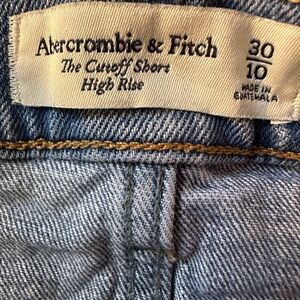 Abercrombie & Fitch
The Cutoff Short
High Rise
30
10
MADE IN
GUATEMALA